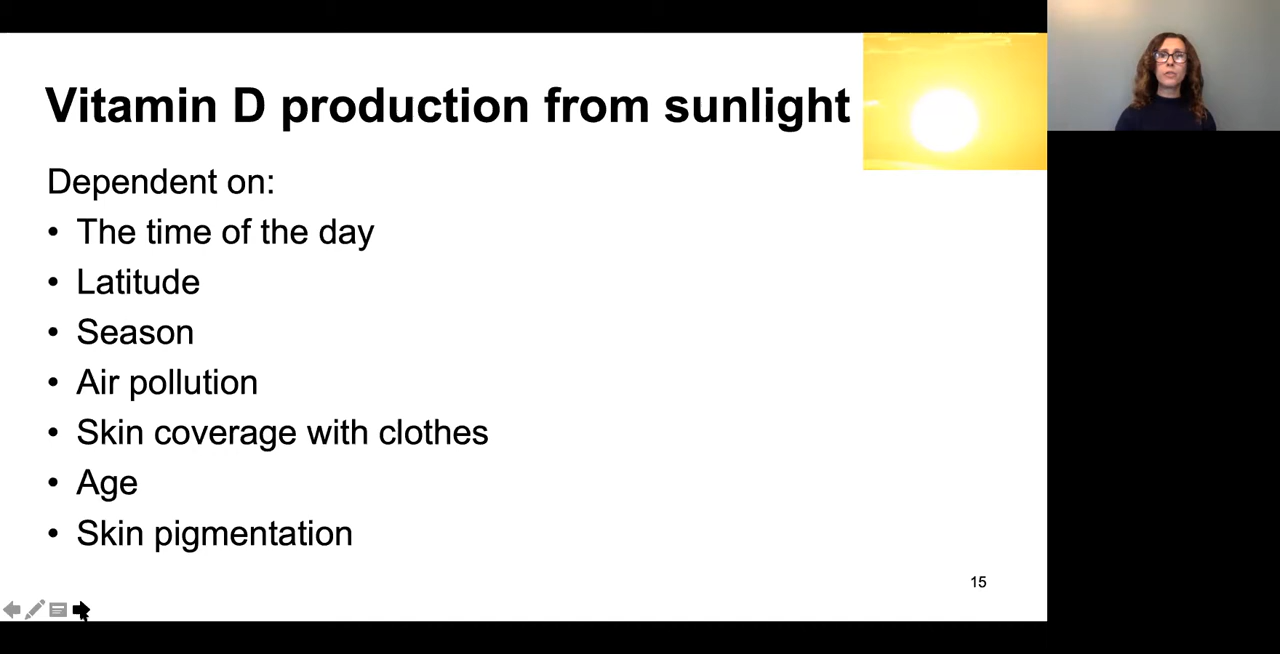 Vitamin D production from sunlight
Dependent on:
• The time of the day
• Latitude
• Season
• Air pollution
• Skin coverage with clothes
• Age
• Skin pigmentation
15